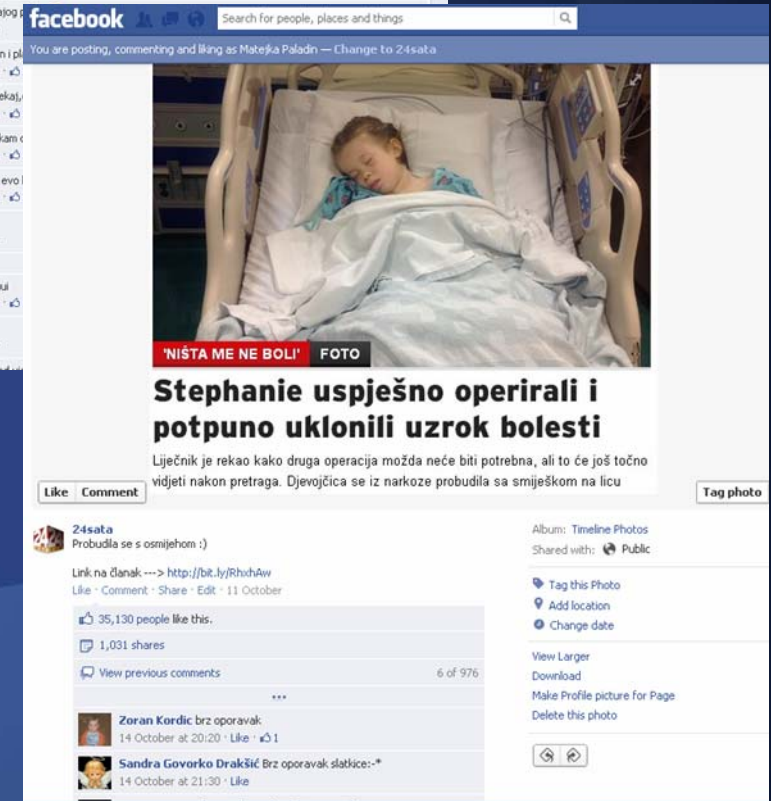 facebook
Search for people, places and things
You are posting, commenting and liking as Matejka Paladin — Change to 24sata
'NIŠTA ME NE BOLI' FOTO
Stephanie uspješno operirali i
potpuno uklonili uzrok bolesti
Liječnik je rekao kako druga operacija možda neće biti potrebna, ali to će još točno
vidjeti nakon pretraga. Djevojčica se iz narkoze probudila sa smiješkom na licu
Like Comment
Tag photo
24sata
Probudila se s osmijehom :)
Link na članak ---> http://bit.ly/RhxhAw
Like · Comment · Share · Edit · 11 October
35,130 people like this.
1,031 shares
View previous comments 6 of 976
Zoran Kordic brz oporavak
14 October at 20:20 · Like · 1
Sandra Govorko Drakšić Brz oporavak slatkice:-*
14 October at 21:30 · Like
Album: Timeline Photos
Shared with: Public
Tag this Photo
Add location
Change date
View Larger
Download
Make Profile picture for Page
Delete this photo